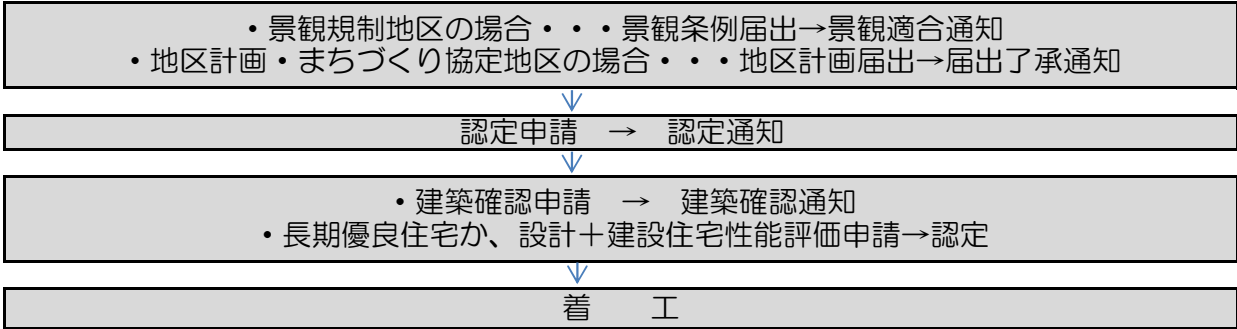 ・景観規制地区の場合・・・景観条例届出→景観適合通知
・地区計画・まちづくり協定地区の場合・・・地区計画届出→届出了承通知
認定申請　→　認定通知
・建築確認申請　→　建築確認通知
・長期優良住宅か、設計＋建設住宅性能評価申請→認定
着　　工